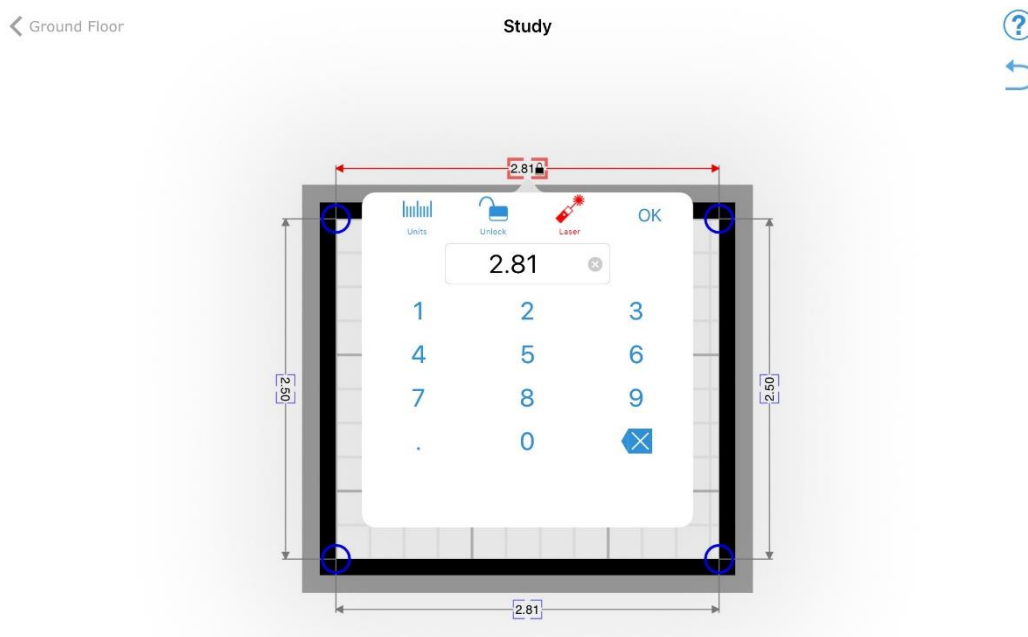 Ground Floor
Study
?
2.81
Units
Unlock
Laser
OK
2.81
1 2 3
4 5 6
7 8 9
. 0
2.50
2.50
2.81